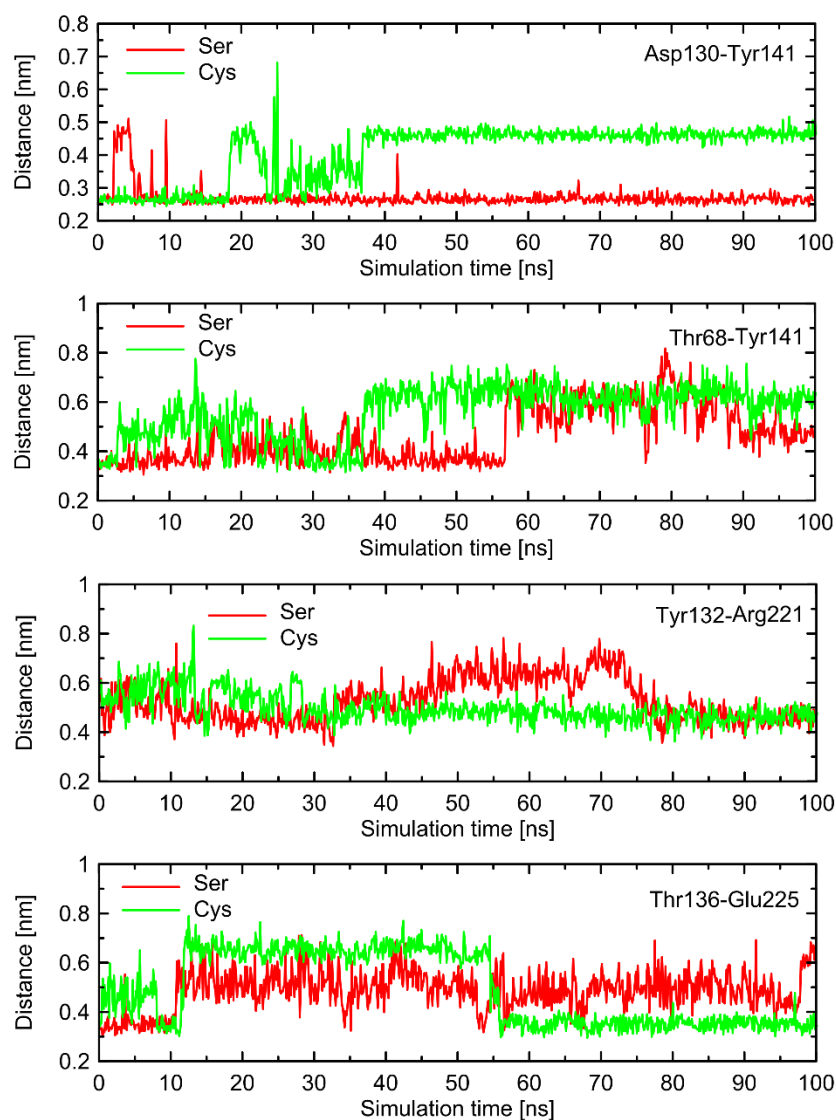 0.8
Ser
Asp130-Tyr141
0.7
Cys
0.6
0.5
0.4
0.3
0.2
Distance [nm]
0 10 20 30 40 50 60 70 80 90 100
Simulation time [ns]
1
Ser
Thr68-Tyr141
0.8
Cys
0.6
0.4
0.2
Distance [nm]
0 10 20 30 40 50 60 70 80 90 100
Simulation time [ns]
1
Ser
Tyr132-Arg221
0.8
Cys
0.6
0.4
0.2
Distance [nm]
0 10 20 30 40 50 60 70 80 90 100
Simulation time [ns]
1
Ser
Thr136-Glu225
0.8
Cys
0.6
0.4
0.2
Distance [nm]
0 10 20 30 40 50 60 70 80 90 100
Simulation time [ns]